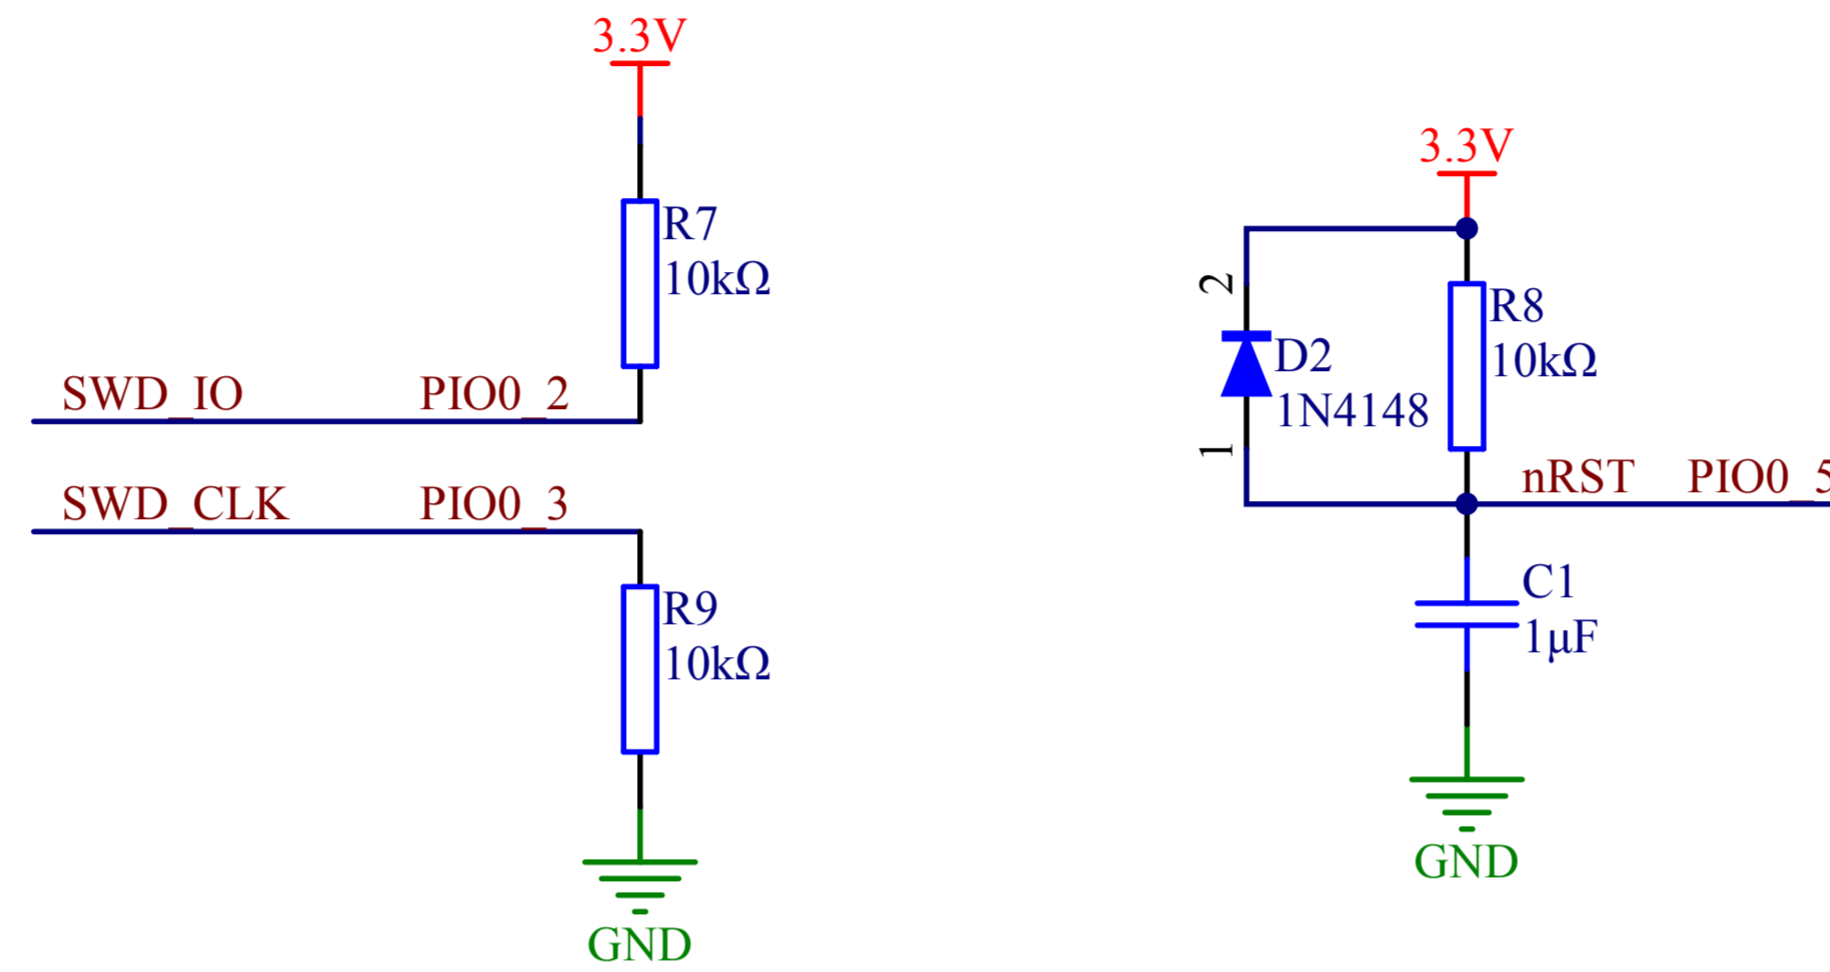 3.3V
R7
10kΩ
SWD_IO PIO0_2
SWD_CLK PIO0_3
R9
10kΩ
GND
3.3V
2
D2
1N4148
1
R8
10kΩ
nRST PIO0_5
C1
1µF
GND